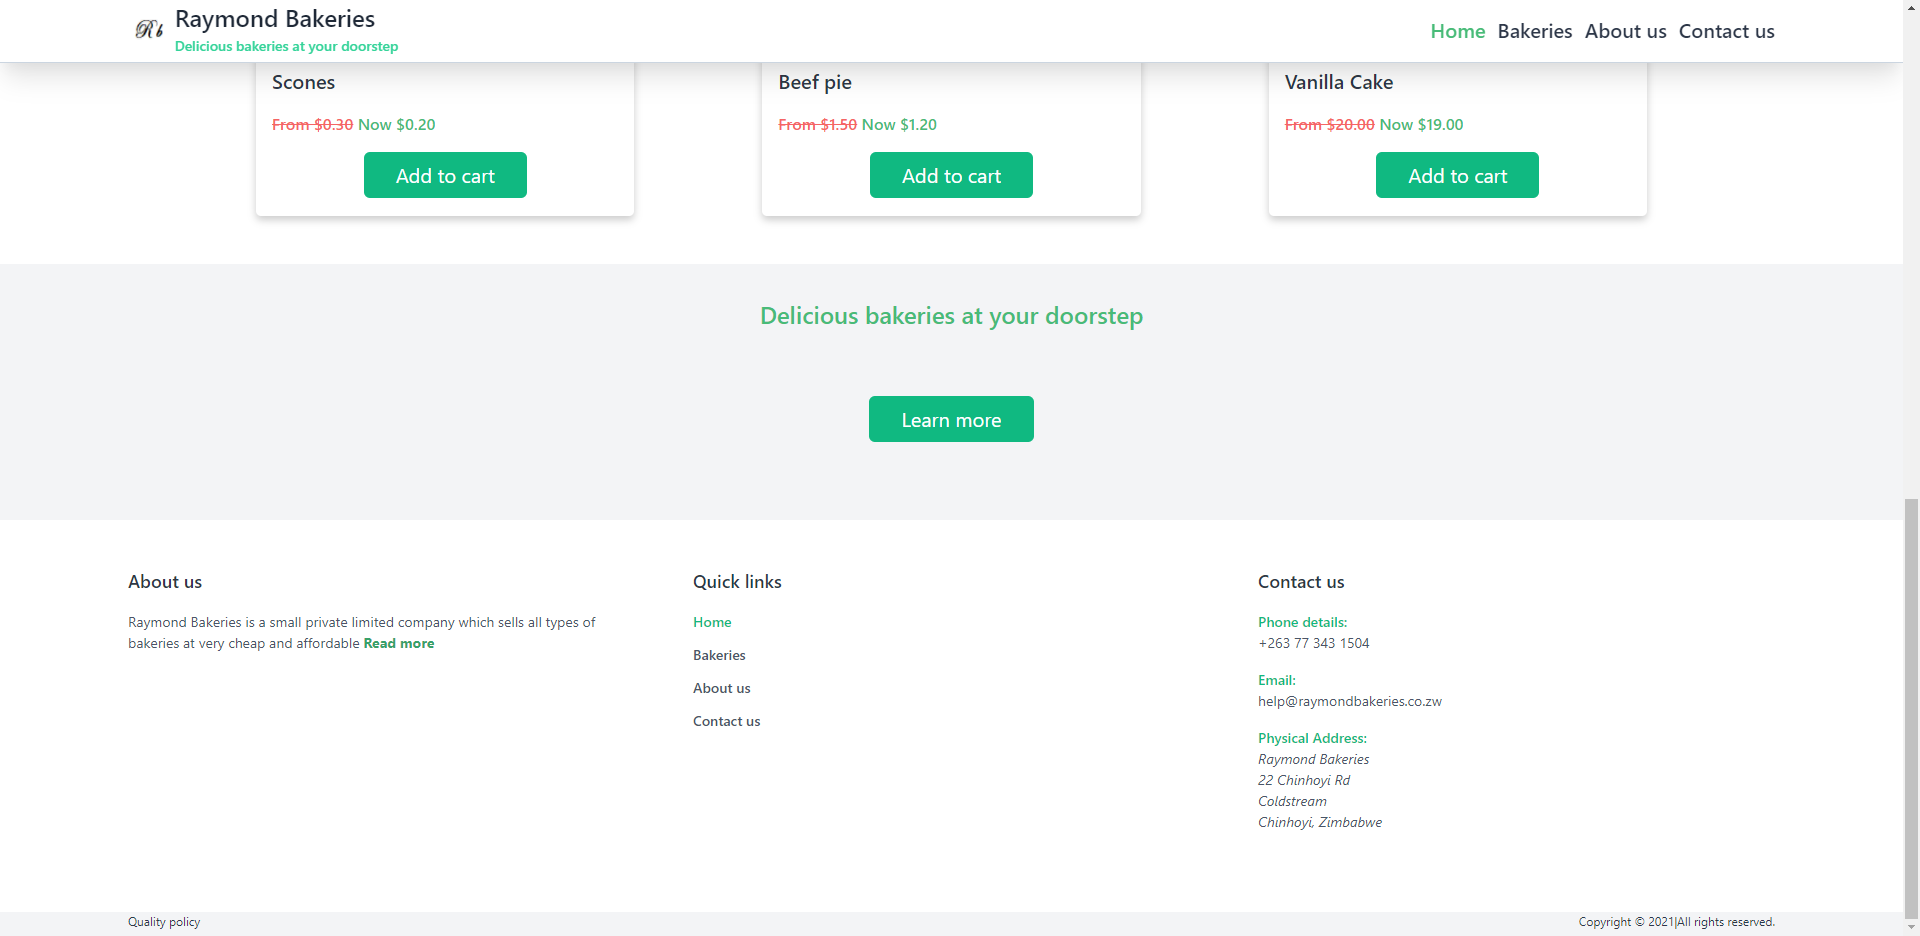 Rb
Raymond Bakeries
Delicious bakeries at your doorstep
Home Bakeries About us Contact us
Scones
From $0.30 Now $0.20
Add to cart
Beef pie
From $1.50 Now $1.20
Add to cart
Vanilla Cake
From $20.00 Now $19.00
Add to cart
Delicious bakeries at your doorstep
Learn more
About us
Raymond Bakeries is a small private limited company which sells all types of
bakeries at very cheap and affordable Read more
Quick links
Home
Bakeries
About us
Contact us
Contact us
Phone details:
+263 77 343 1504
Email:
help@raymondbakeries.co.zw
Physical Address:
Raymond Bakeries
22 Chinhoyi Rd
Coldstream
Chinhoyi, Zimbabwe
Quality policy
Copyright © 2021|All rights reserved.